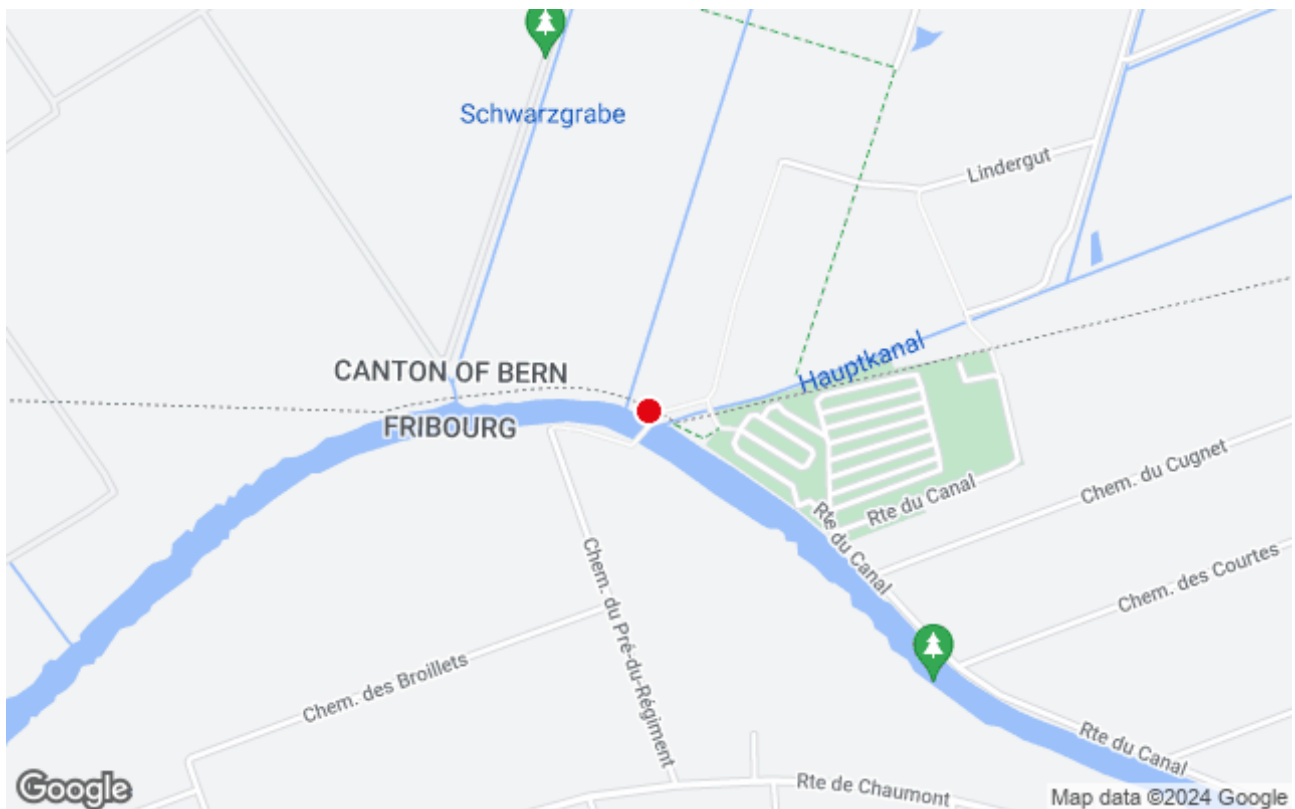 Schwarzgrabe
Lindergut
Hauptkanal
CANTON OF BERN
FRIBOURG
Chem. du Cugnet
Rte du Canal
Rte du Canal
Chem. des Courtes
Chem. du Pré-du-Régiment
Chem. des Broillets
Rte du Canal
Rte de Chaumont
Google
Map data ©2024 Google